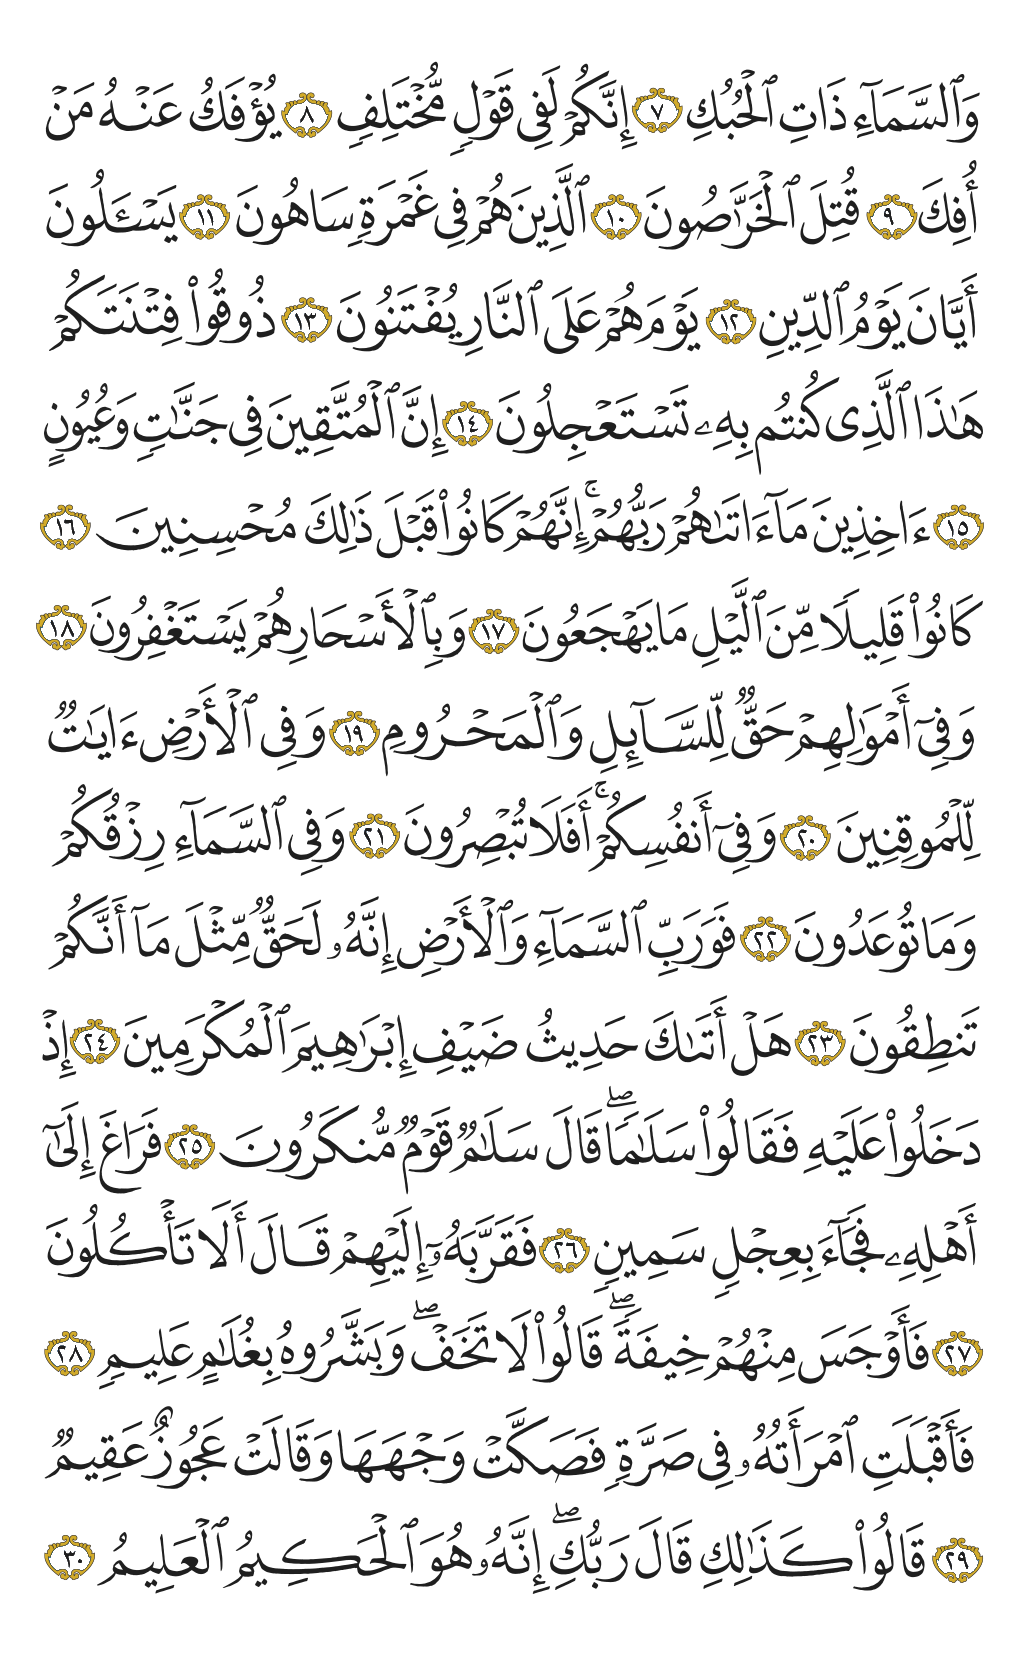 وَٱلسَّمَآءِ ذَاتِ ٱلۡحُبُكِ ٧ إِنَّكُمۡ لَفِي قَوۡلٖ مُّخۡتَلِفٖ ٨ يُؤۡفَكُ عَنۡهُ مَنۡ
أُفِكَ ٩ قُتِلَ ٱلۡخَرَّٰصُونَ ١٠ ٱلَّذِينَ هُمۡ فِي غَمۡرَةٖ سَاهُونَ ١١ يَسۡـَٔلُونَ
أَيَّانَ يَوۡمُ ٱلدِّينِ ١٢ يَوۡمَ هُمۡ عَلَى ٱلنَّارِ يُفۡتَنُونَ ١٣ ذُوقُواْ فِتۡنَتَكُمۡ
هَٰذَا ٱلَّذِي كُنتُم بِهِۦ تَسۡتَعۡجِلُونَ ١٤ إِنَّ ٱلۡمُتَّقِينَ فِي جَنَّٰتٖ وَعُيُونٍ
١٥ ءَاخِذِينَ مَآ ءَاتَىٰهُمۡ رَبُّهُمۡۚ إِنَّهُمۡ كَانُواْ قَبۡلَ ذَٰلِكَ مُحۡسِنِينَ ١٦
كَانُواْ قَلِيلٗا مِّنَ ٱلَّيۡلِ مَا يَهۡجَعُونَ ١٧ وَبِٱلۡأَسۡحَارِ هُمۡ يَسۡتَغۡفِرُونَ ١٨
وَفِيٓ أَمۡوَٰلِهِمۡ حَقّٞ لِّلسَّآئِلِ وَٱلۡمَحۡرُومِ ١٩ وَفِي ٱلۡأَرۡضِ ءَايَٰتٞ
لِّلۡمُوقِنِينَ ٢٠ وَفِيٓ أَنفُسِكُمۡۚ أَفَلَا تُبۡصِرُونَ ٢١ وَفِي ٱلسَّمَآءِ رِزۡقُكُمۡ
وَمَا تُوعَدُونَ ٢٢ فَوَرَبِّ ٱلسَّمَآءِ وَٱلۡأَرۡضِ إِنَّهُۥ لَحَقّٞ مِّثۡلَ مَآ أَنَّكُمۡ
تَنطِقُونَ ٢٣ هَلۡ أَتَىٰكَ حَدِيثُ ضَيۡفِ إِبۡرَٰهِيمَ ٱلۡمُكۡرَمِينَ ٢٤ إِذۡ
دَخَلُواْ عَلَيۡهِ فَقَالُواْ سَلَٰمٗاۖ قَالَ سَلَٰمٞ قَوۡمٞ مُّنكَرُونَ ٢٥ فَرَاغَ إِلَىٰٓ
أَهۡلِهِۦ فَجَآءَ بِعِجۡلٖ سَمِينٖ ٢٦ فَقَرَّبَهُۥٓ إِلَيۡهِمۡ قَالَ أَلَا تَأۡكُلُونَ
٢٧ فَأَوۡجَسَ مِنۡهُمۡ خِيفَةٗۖ قَالُواْ لَا تَخَفۡۖ وَبَشَّرُوهُ بِغُلَٰمٍ عَلِيمٖ ٢٨
فَأَقۡبَلَتِ ٱمۡرَأَتُهُۥ فِي صَرَّةٖ فَصَكَّتۡ وَجۡهَهَا وَقَالَتۡ عَجُوزٌ عَقِيمٞ
٢٩ قَالُواْ كَذَٰلِكِ قَالَ رَبُّكِۖ إِنَّهُۥ هُوَ ٱلۡحَكِيمُ ٱلۡعَلِيمُ ٣٠